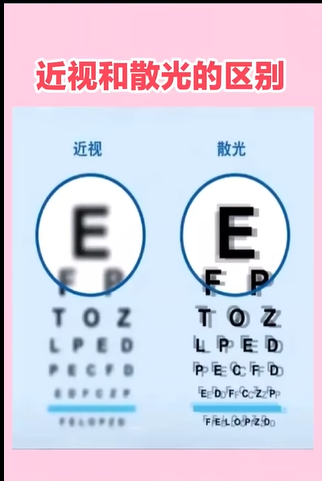 近视和散光的区别
近视 散光
E E
F P F P
T O Z T O Z
L P E D L P E D
P E C F D P E C F D
E D F C Z P E D F C Z P
F E L O P Z D F E L O P Z D